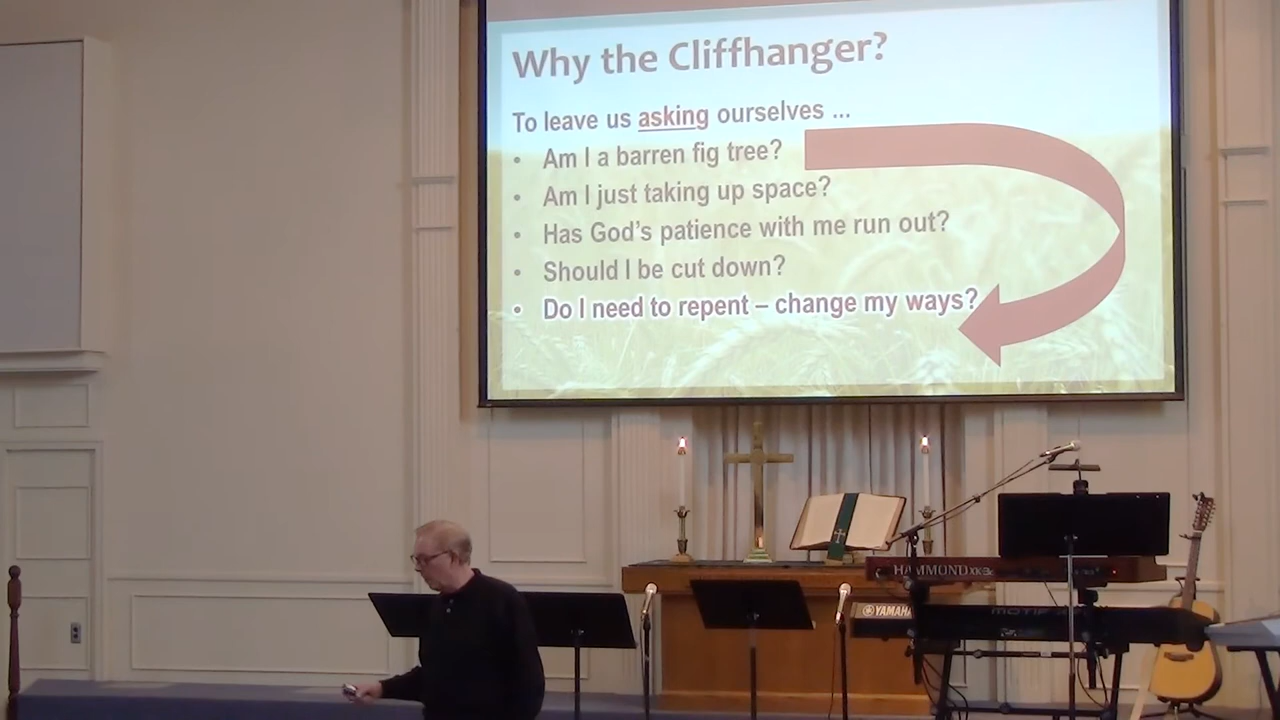 Why the Cliffhanger?
To leave us asking ourselves ...
• Am I a barren fig tree?
• Am I just taking up space?
• Has God's patience with me run out?
• Should I be cut down?
• Do I need to repent – change my ways?
HAMMOND XK-3c
YAMAHA
MOTIF